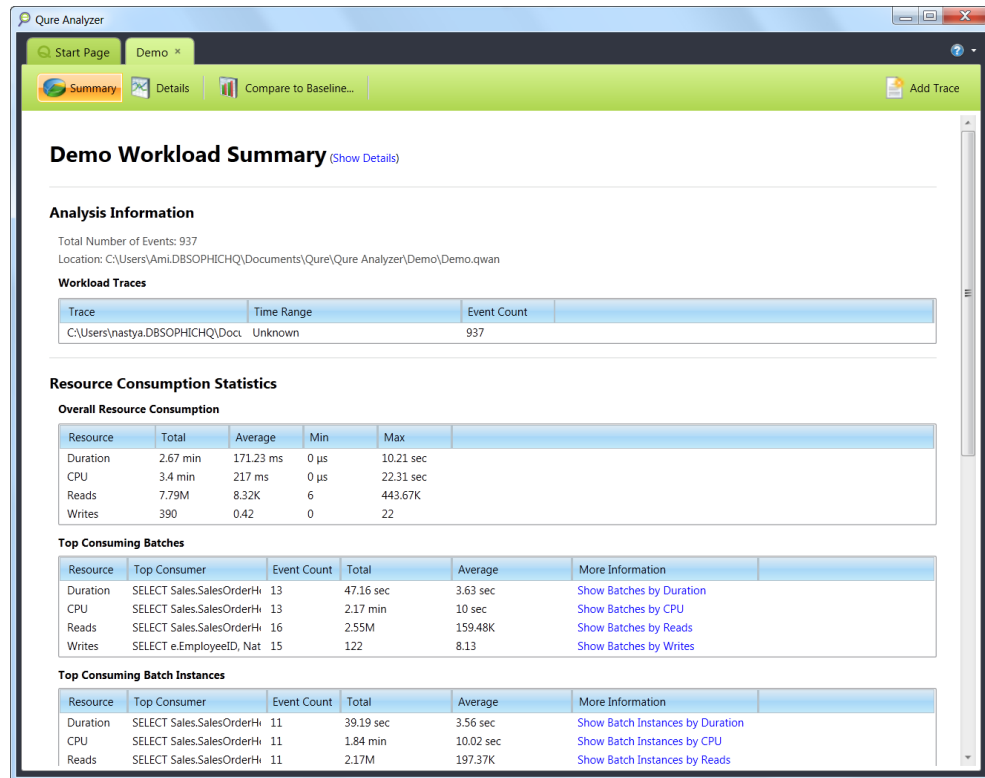 Qure Analyzer
Start Page Demo ×
Summary Details Compare to Baseline... Add Trace
Demo Workload Summary (Show Details)
Analysis Information
Total Number of Events: 937
Location: C:\Users\Ami.DBSOPHICHQ\Documents\Qure\Qure Analyzer\Demo\Demo.qwan
Workload Traces
Trace Time Range Event Count
C:\Users\nastya.DBSOPHICHQ\Docu Unknown 937
Resource Consumption Statistics
Overall Resource Consumption
Resource Total Average Min Max
Duration 2.67 min 171.23 ms 0 µs 10.21 sec
CPU 3.4 min 217 ms 0 µs 22.31 sec
Reads 7.79M 8.32K 6 443.67K
Writes 390 0.42 0 22
Top Consuming Batches
Resource Top Consumer Event Count Total Average More Information
Duration SELECT Sales.SalesOrderH 13 47.16 sec 3.63 sec Show Batches by Duration
CPU SELECT Sales.SalesOrderH 13 2.17 min 10 sec Show Batches by CPU
Reads SELECT Sales.SalesOrderH 16 2.55M 159.48K Show Batches by Reads
Writes SELECT e.EmployeeID, Nat 15 122 8.13 Show Batches by Writes
Top Consuming Batch Instances
Resource Top Consumer Event Count Total Average More Information
Duration SELECT Sales.SalesOrderH 11 39.19 sec 3.56 sec Show Batch Instances by Duration
CPU SELECT Sales.SalesOrderH 11 1.84 min 10.02 sec Show Batch Instances by CPU
Reads SELECT Sales.SalesOrderH 11 2.17M 197.37K Show Batch Instances by Reads